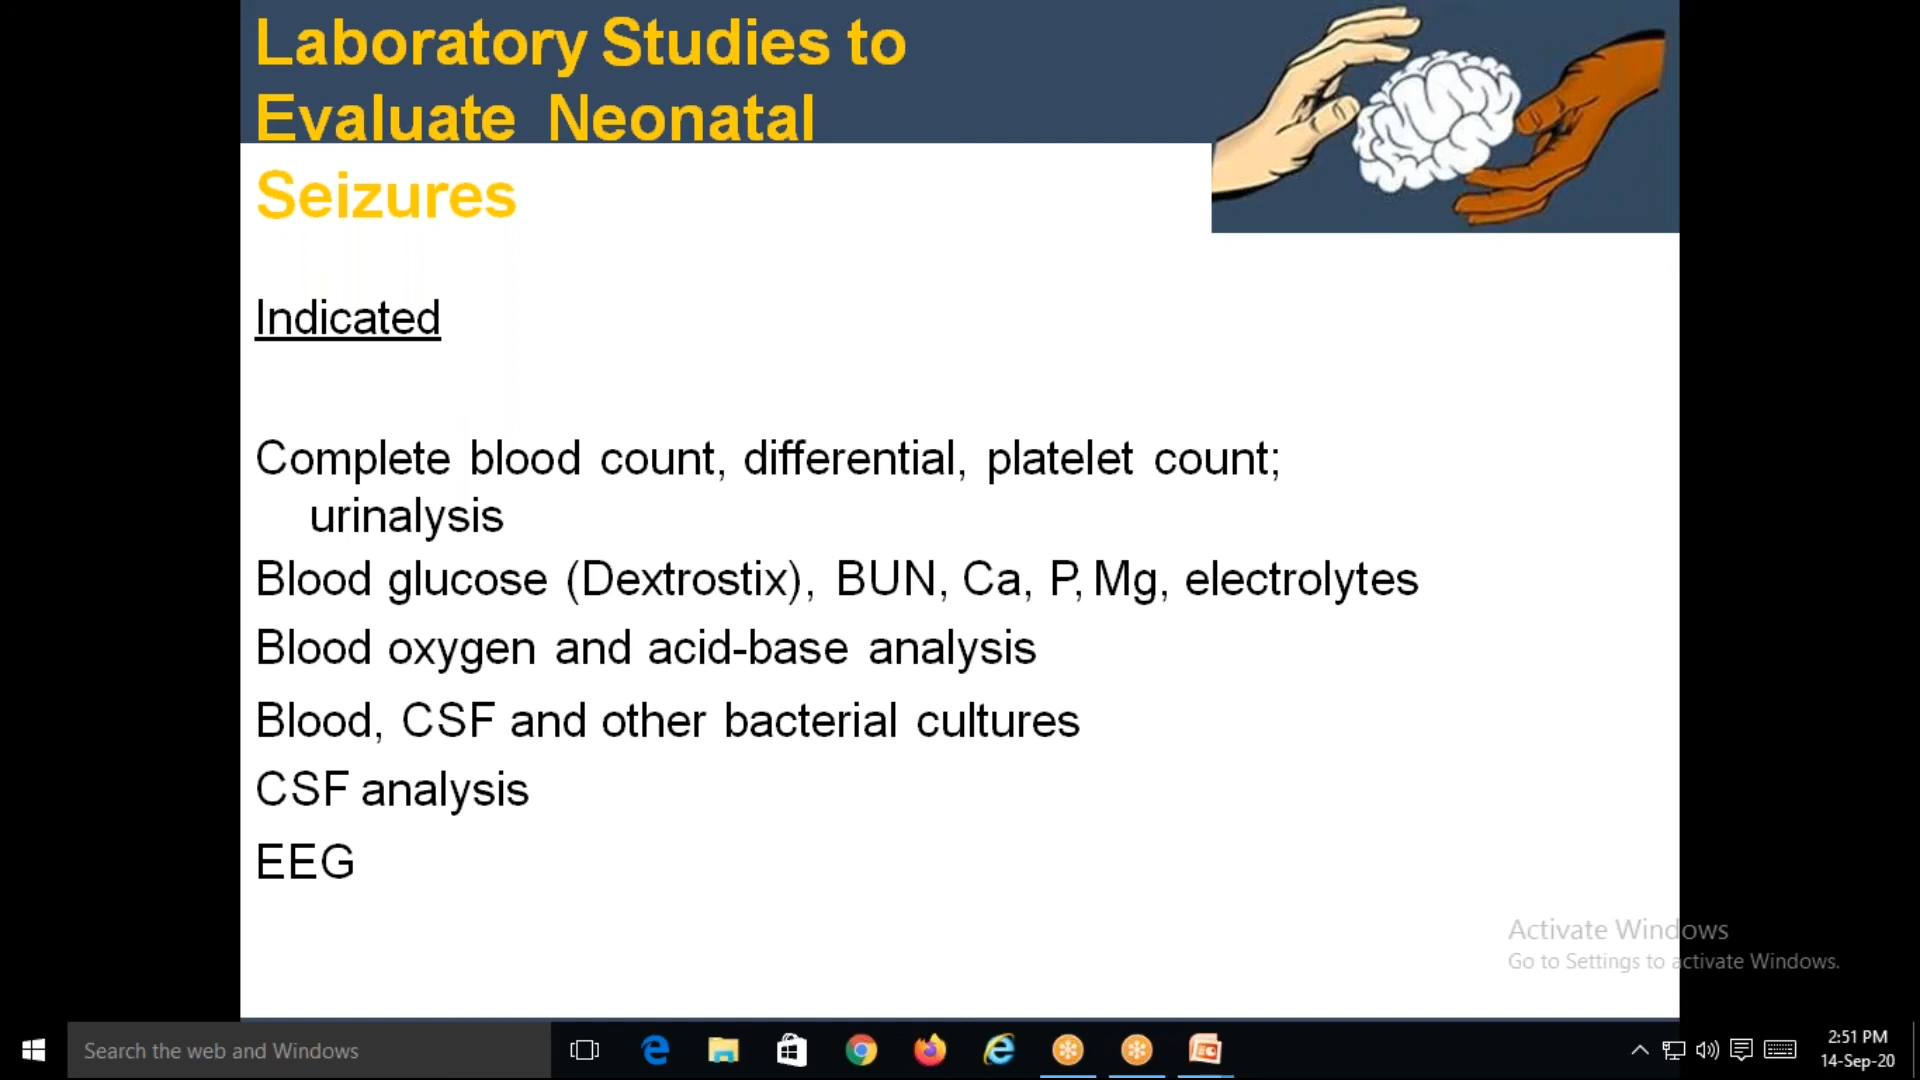 Laboratory Studies to
Evaluate Neonatal
Seizures
Indicated
Complete blood count, differential, platelet count;
urinalysis
Blood glucose (Dextrostix), BUN, Ca, P, Mg, electrolytes
Blood oxygen and acid-base analysis
Blood, CSF and other bacterial cultures
CSF analysis
EEG
Activate Windows
Go to Settings to activate Windows.
Search the web and Windows
2:51 PM
14-Sep-20